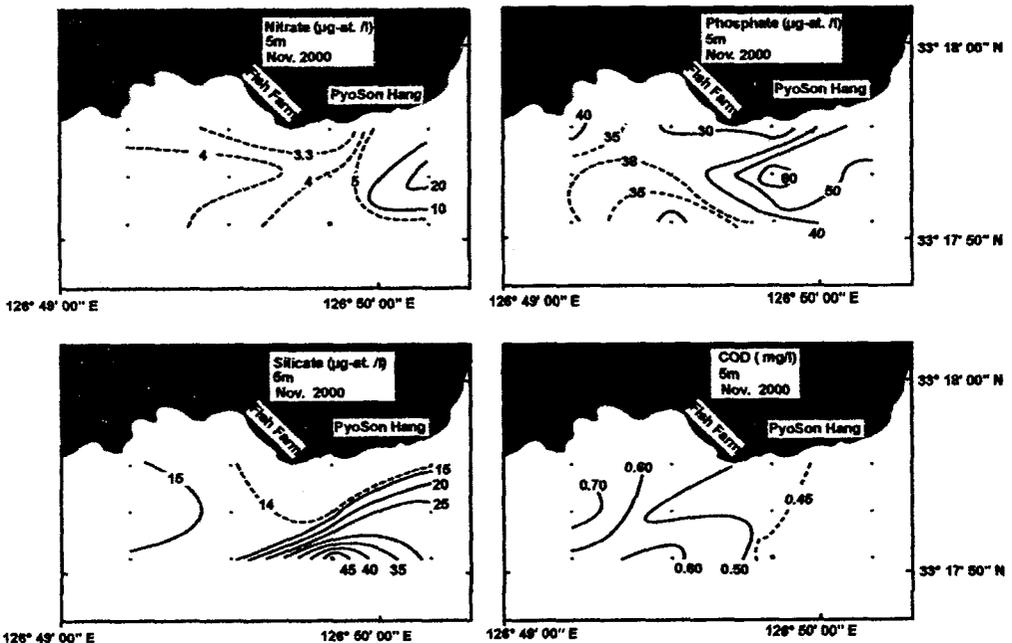 Nitrate (µg-at. /l)
5m
Nov. 2000
Fish Farm
PyoSon Hang
3.3
4
4
5
20
10
126° 49' 00" E
126° 50' 00" E
Phosphate (µg-at. /l)
5m
Nov. 2000
Fish Farm
PyoSon Hang
40
35
30
38
35
60
50
40
33° 18' 00" N
33° 17' 50" N
126° 49' 00" E
126° 50' 00" E
Silicate (µg-at. /l)
5m
Nov. 2000
Fish Farm
PyoSon Hang
15
14
15
20
25
45 40 35
126° 49' 00" E
126° 50' 00" E
COD ( mg/l)
5m
Nov. 2000
Fish Farm
PyoSon Hang
0.70
0.60
0.45
0.60
0.50
33° 18' 00" N
33° 17' 50" N
126° 49' 00" E
126° 50' 00" E